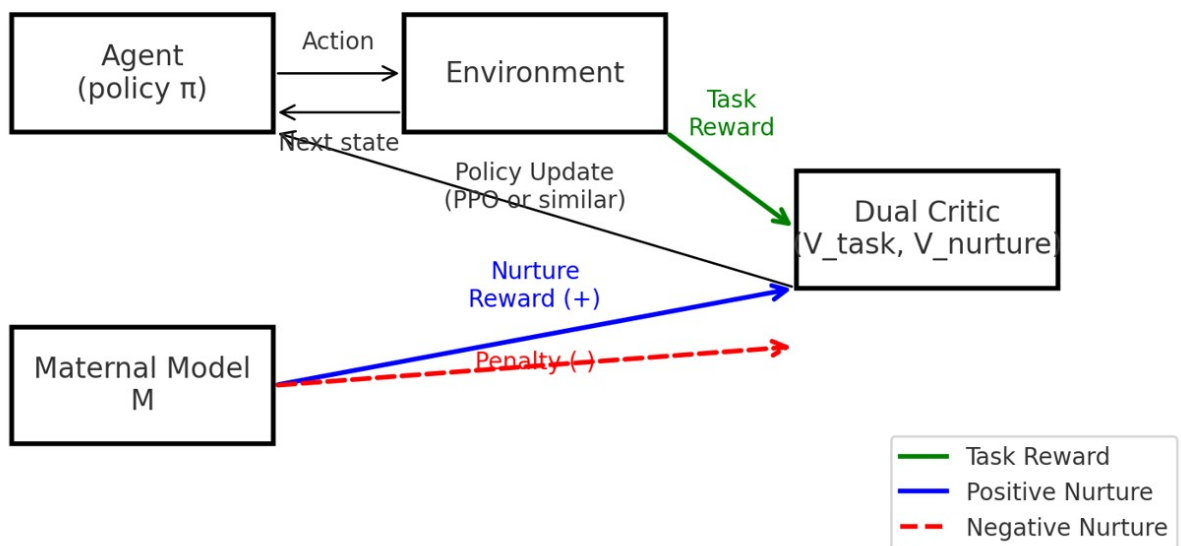 Agent
(policy π)
Action
Environment
Next state
Task
Reward
Policy Update
(PPO or similar)
Dual Critic
(V_task, V_nurture)
Nurture
Reward (+)
Maternal Model
M
Penalty (-)
Task Reward
Positive Nurture
Negative Nurture